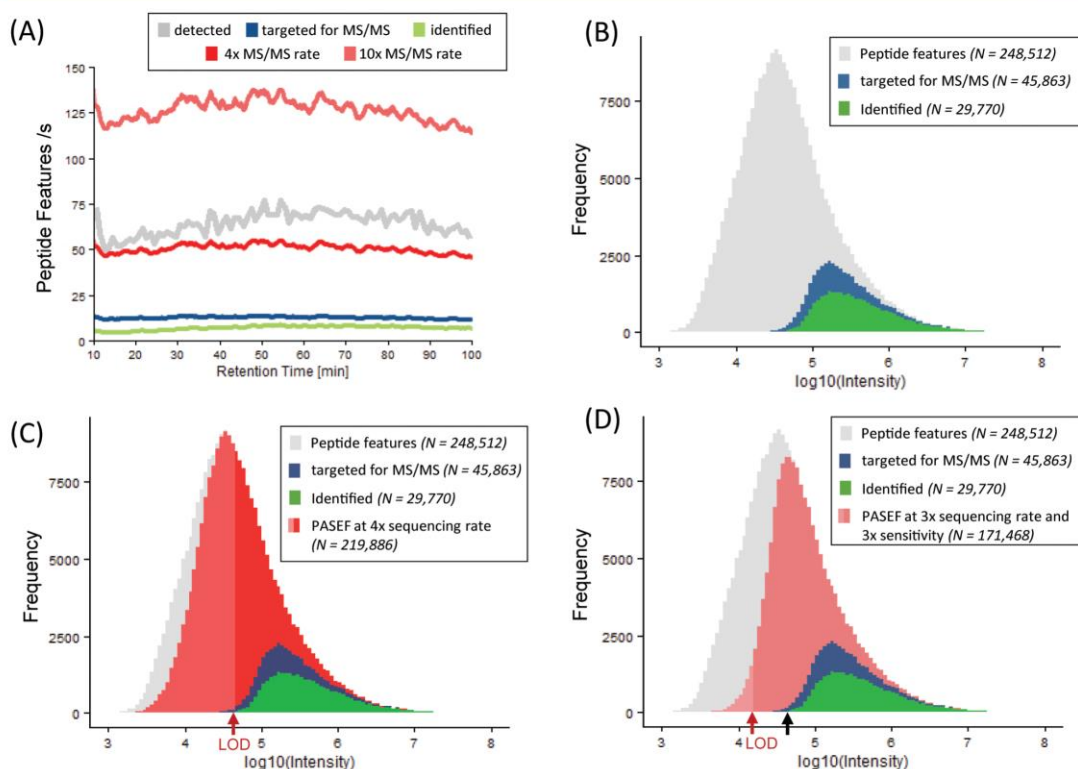 (A)
detected targeted for MS/MS identified
4x MS/MS rate 10x MS/MS rate
Peptide Features /s
150
125
100
75
50
25
0
10 20 30 40 50 60 70 80 90 100
Retention Time [min]
(B)
Peptide features (N = 248,512)
targeted for MS/MS (N = 45,863)
Identified (N = 29,770)
Frequency
7500
5000
2500
0
3 4 5 6 7 8
log10(Intensity)
(C)
Peptide features (N = 248,512)
targeted for MS/MS (N = 45,863)
Identified (N = 29,770)
PASEF at 4x sequencing rate
(N = 219,886)
Frequency
7500
5000
2500
0
3 4 5 6 7 8
LOD
log10(Intensity)
(D)
Peptide features (N = 248,512)
targeted for MS/MS (N = 45,863)
Identified (N = 29,770)
PASEF at 3x sequencing rate and
3x sensitivity (N = 171,468)
Frequency
7500
5000
2500
0
3 4 5 6 7 8
LOD
log10(Intensity)